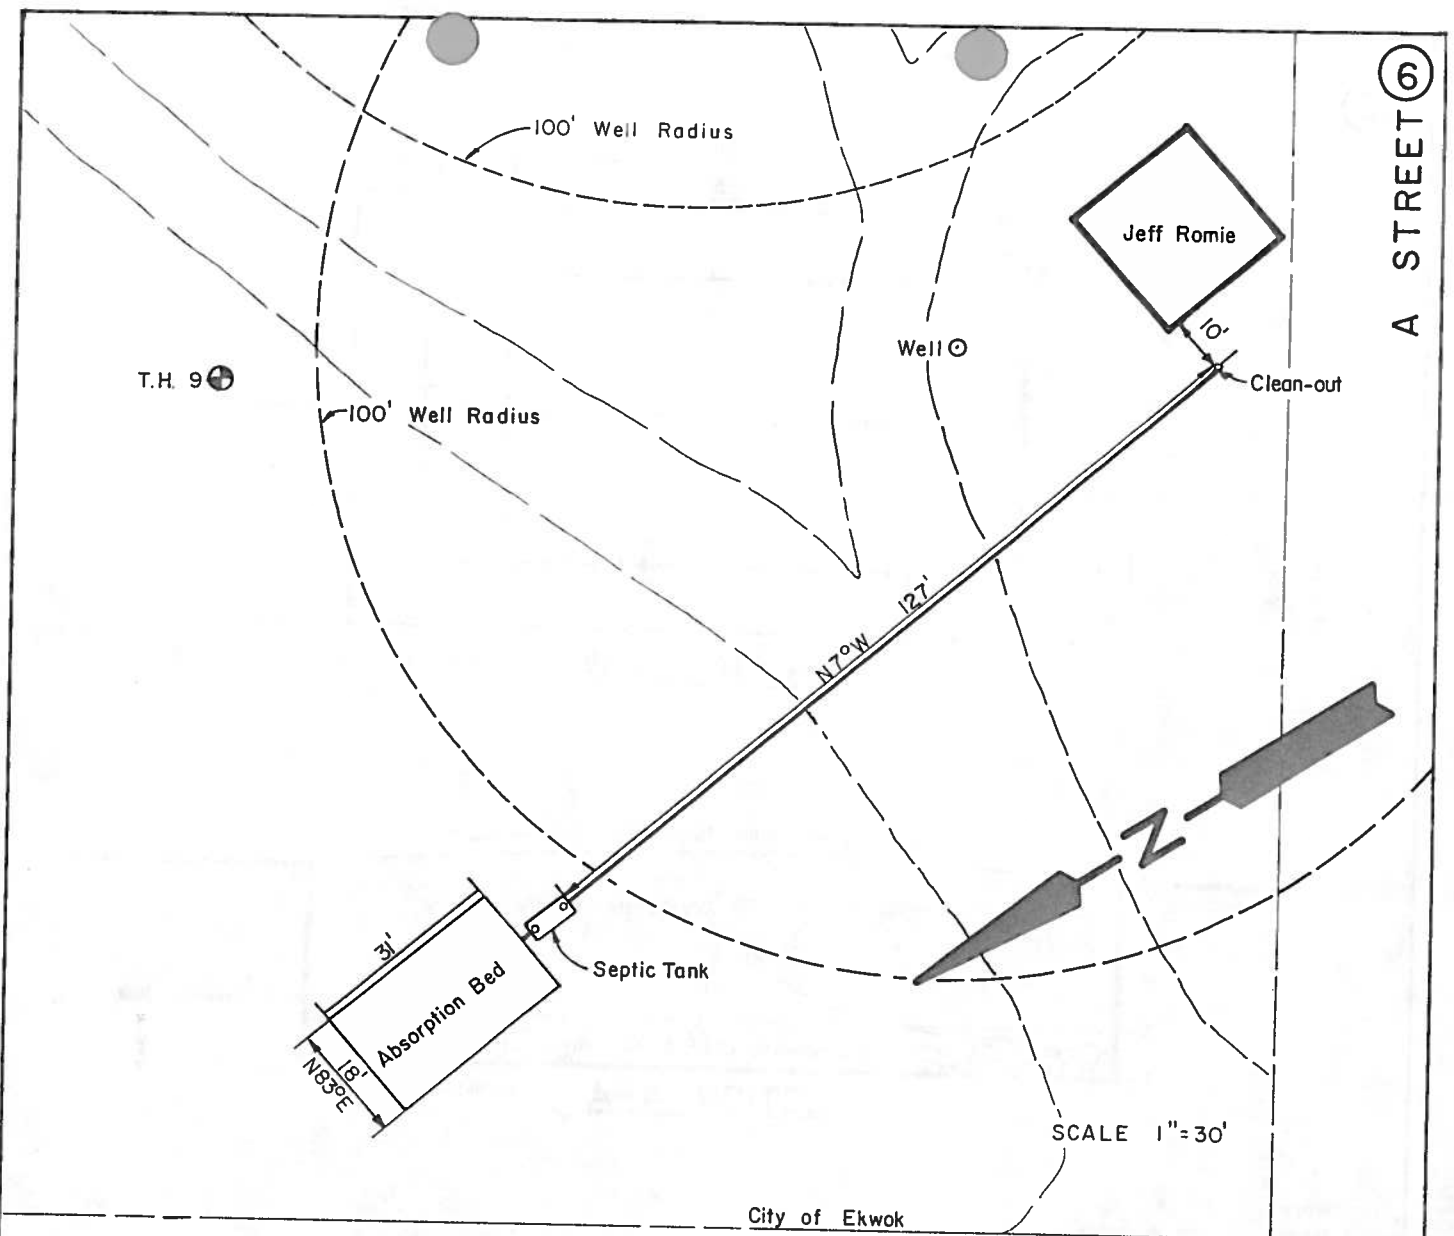 6
A STREET
100' Well Radius
Jeff Romie
10'
Well
Clean-out
T.H. 9
100' Well Radius
127'
N7°W
N
31'
Septic Tank
Absorption Bed
18'
N83°E
SCALE 1"=30'
City of Ekwok